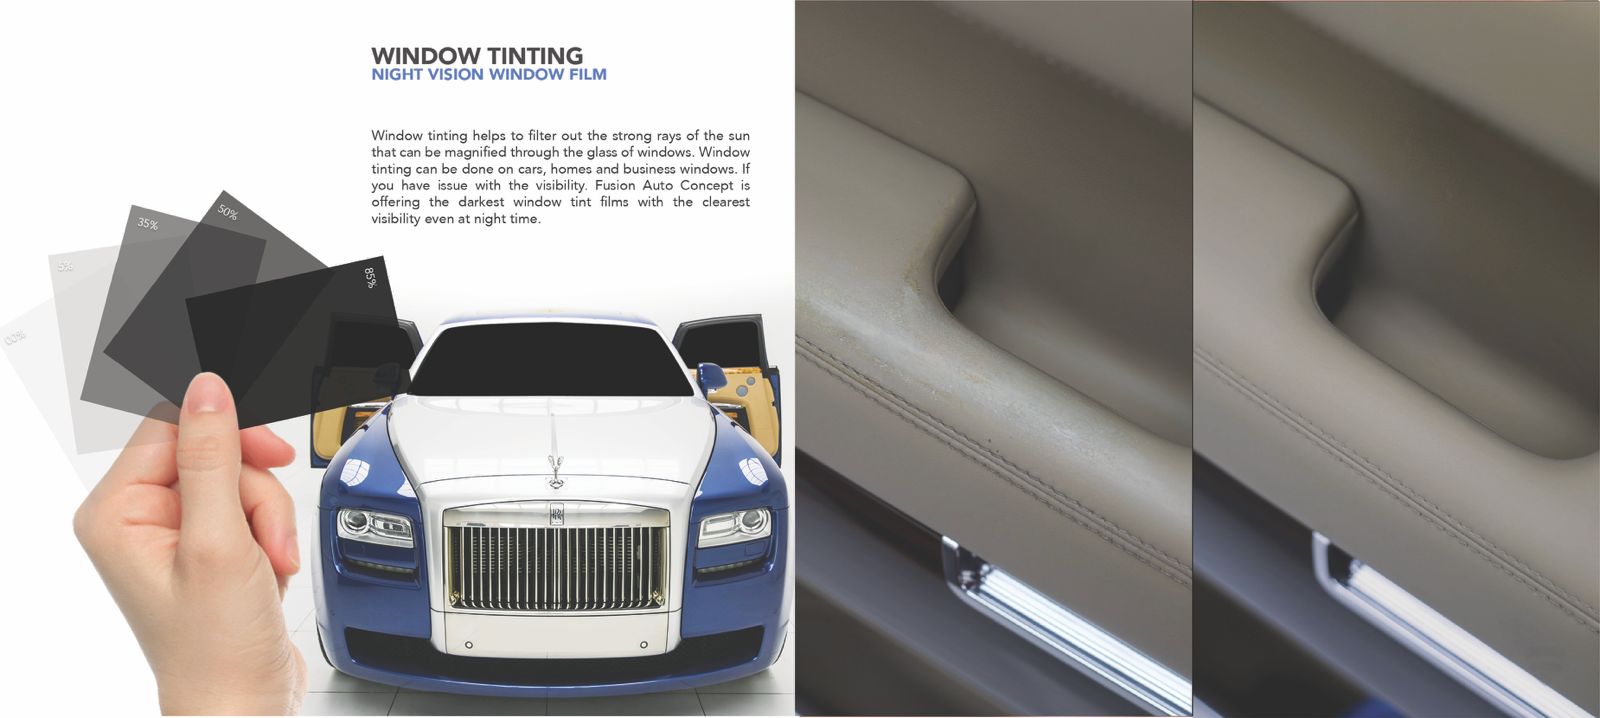 WINDOW TINTING
NIGHT VISION WINDOW FILM
Window tinting helps to filter out the strong rays of the sun
that can be magnified through the glass of windows. Window
tinting can be done on cars, homes and business windows. If
you have issue with the visibility. Fusion Auto Concept is
offering the darkest window tint films with the clearest
visibility even at night time.
00%
5%
35%
50%
85%